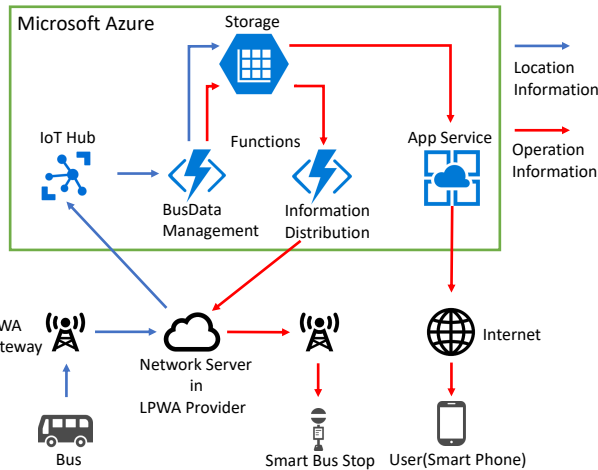 Microsoft Azure
Storage
Location
Information
IoT Hub
Functions
App Service
Operation
Information
BusData
Management
Information
Distribution
WA
teway
Network Server
in
LPWA Provider
Internet
Bus
Smart Bus Stop
User(Smart Phone)